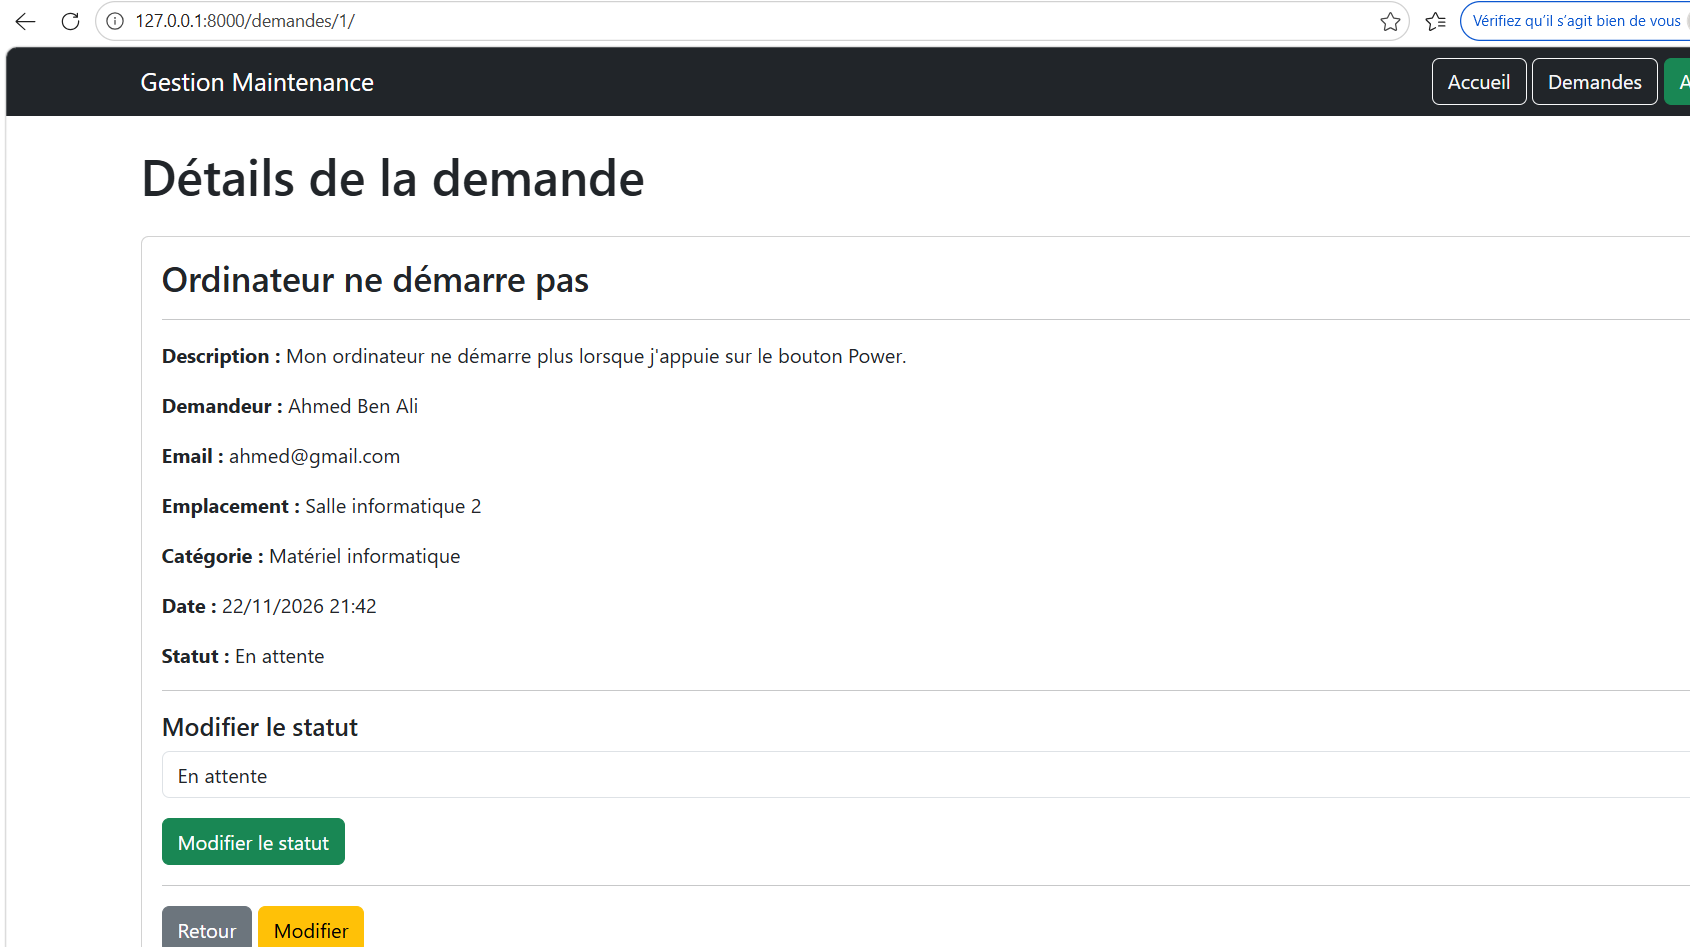 127.0.0.1:8000/demandes/1/
Vérifiez qu'il s'agit bien de vous
Gestion Maintenance
Accueil
Demandes
A
Détails de la demande
Ordinateur ne démarre pas
Description : Mon ordinateur ne démarre plus lorsque j'appuie sur le bouton Power.
Demandeur : Ahmed Ben Ali
Email : ahmed@gmail.com
Emplacement : Salle informatique 2
Catégorie : Matériel informatique
Date : 22/11/2026 21:42
Statut : En attente
Modifier le statut
En attente
Modifier le statut
Retour
Modifier